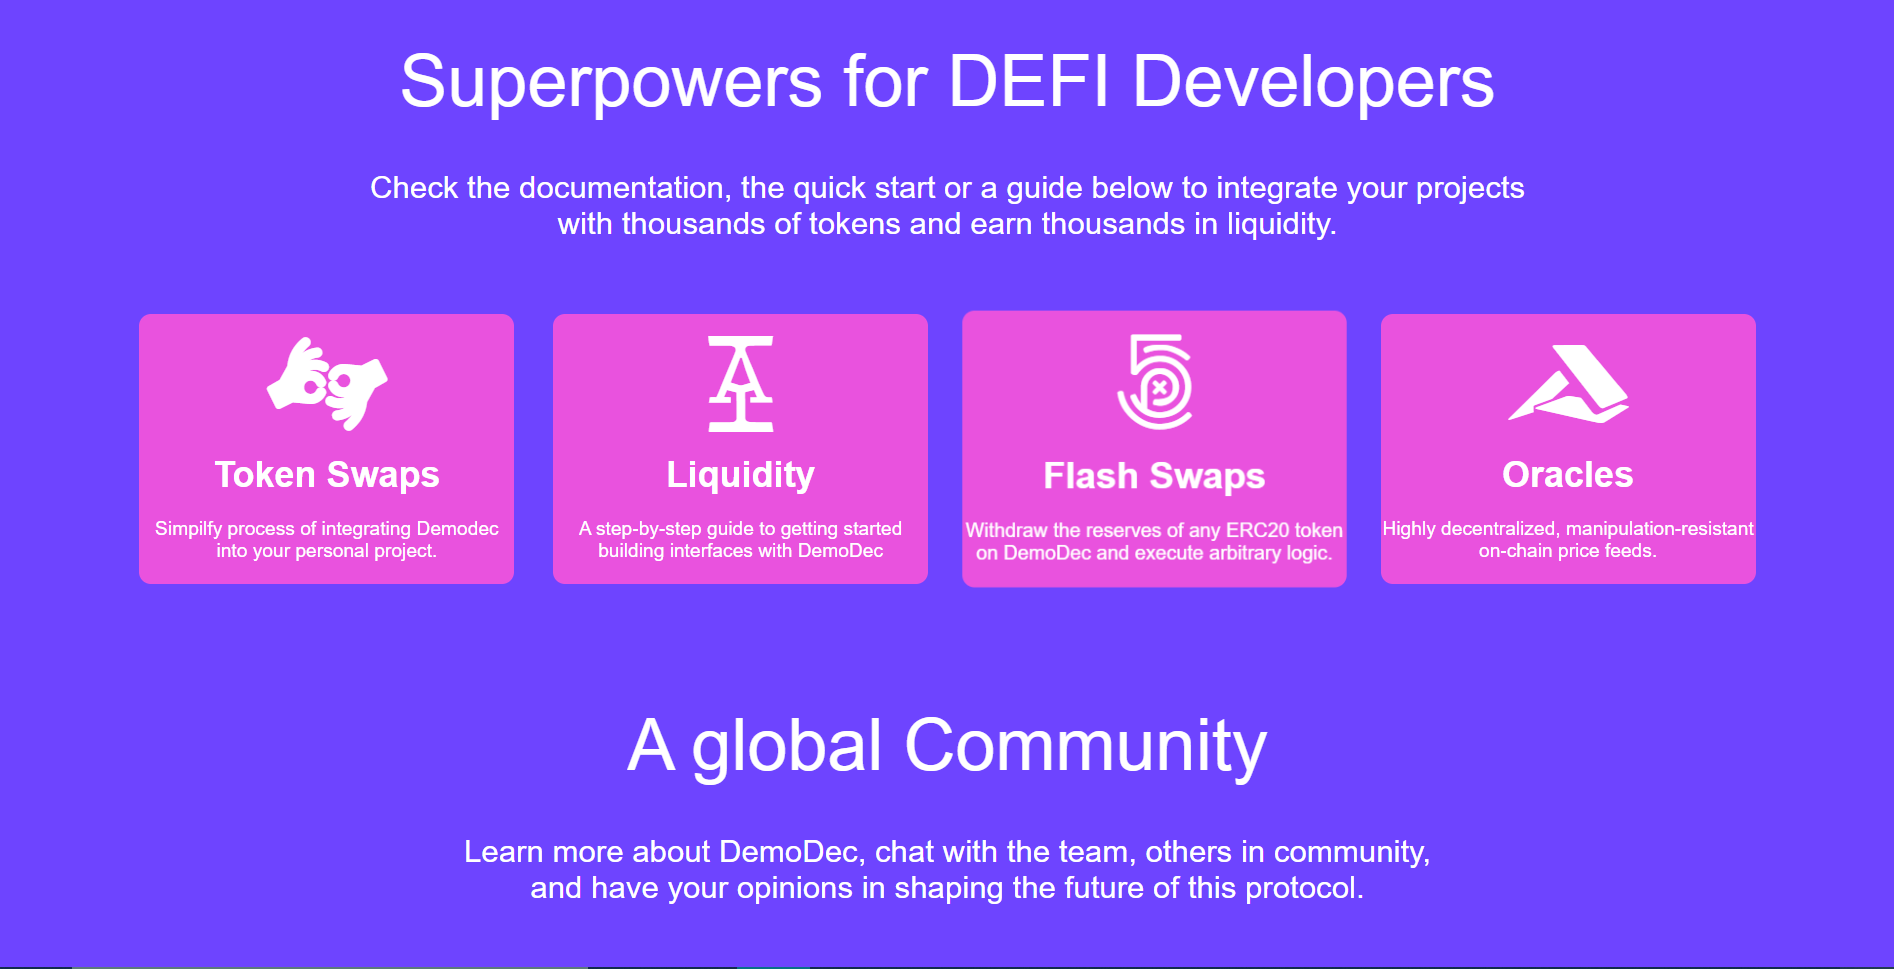 Superpowers for DEFI Developers
Check the documentation, the quick start or a guide below to integrate your projects
with thousands of tokens and earn thousands in liquidity.
Token Swaps
Simpilfy process of integrating Demodec
into your personal project.
Liquidity
A step-by-step guide to getting started
building interfaces with DemoDec
Flash Swaps
Withdraw the reserves of any ERC20 token
on DemoDec and execute arbitrary logic.
Oracles
Highly decentralized, manipulation-resistant
on-chain price feeds.
A global Community
Learn more about DemoDec, chat with the team, others in community,
and have your opinions in shaping the future of this protocol.